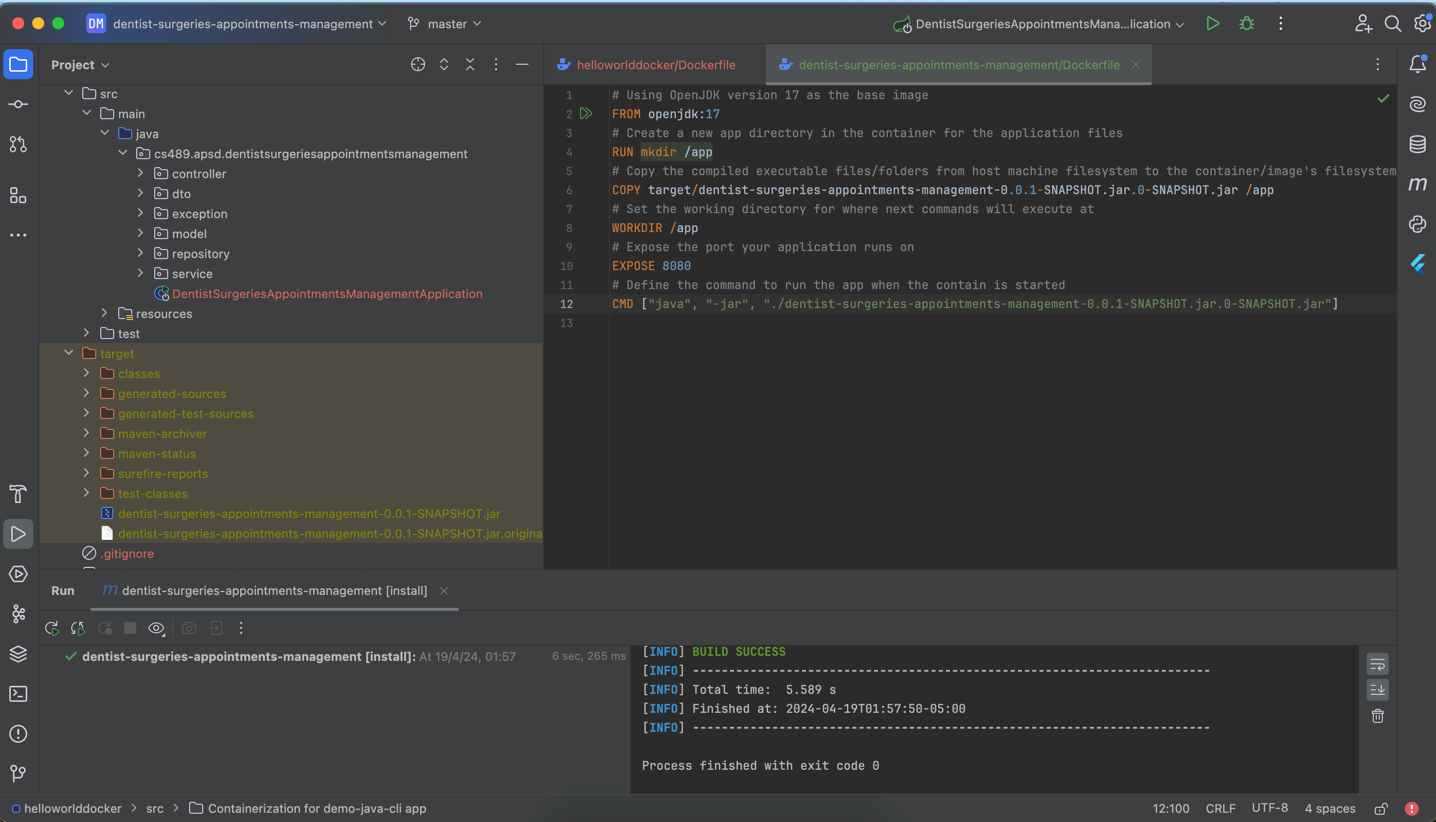 DM dentist-surgeries-appointments-management master DentistSurgeriesAppointmentsMana...lication
Project
src
main
java
cs489.apsd.dentistsurgeriesappointmentsmanagement
controller
dto
exception
model
repository
service
DentistSurgeriesAppointmentsManagementApplication
resources
test
target
classes
generated-sources
generated-test-sources
maven-archiver
maven-status
surefire-reports
test-classes
dentist-surgeries-appointments-management-0.0.1-SNAPSHOT.jar
dentist-surgeries-appointments-management-0.0.1-SNAPSHOT.jar.origina
.gitignore
helloworlddocker/Dockerfile dentist-surgeries-appointments-management/Dockerfile
1 # Using OpenJDK version 17 as the base image
2 FROM openjdk:17
3 # Create a new app directory in the container for the application files
4 RUN mkdir /app
5 # Copy the compiled executable files/folders from host machine filesystem to the container/image's filesystem
6 COPY target/dentist-surgeries-appointments-management-0.0.1-SNAPSHOT.jar.0-SNAPSHOT.jar /app
7 # Set the working directory for where next commands will execute at
8 WORKDIR /app
9 # Expose the port your application runs on
10 EXPOSE 8080
11 # Define the command to run the app when the contain is started
12 CMD ["java", "-jar", "./dentist-surgeries-appointments-management-0.0.1-SNAPSHOT.jar.0-SNAPSHOT.jar"]
13
Run m dentist-surgeries-appointments-management [install]
dentist-surgeries-appointments-management [install]: At 19/4/24, 01:57 6 sec, 265 ms
[INFO] BUILD SUCCESS
[INFO] ------------------------------------------------------------------------
[INFO] Total time:  5.589 s
[INFO] Finished at: 2024-04-19T01:57:50-05:00
[INFO] ------------------------------------------------------------------------
Process finished with exit code 0
helloworlddocker > src > Containerization for demo-java-cli app 12:100 CRLF UTF-8 4 spaces